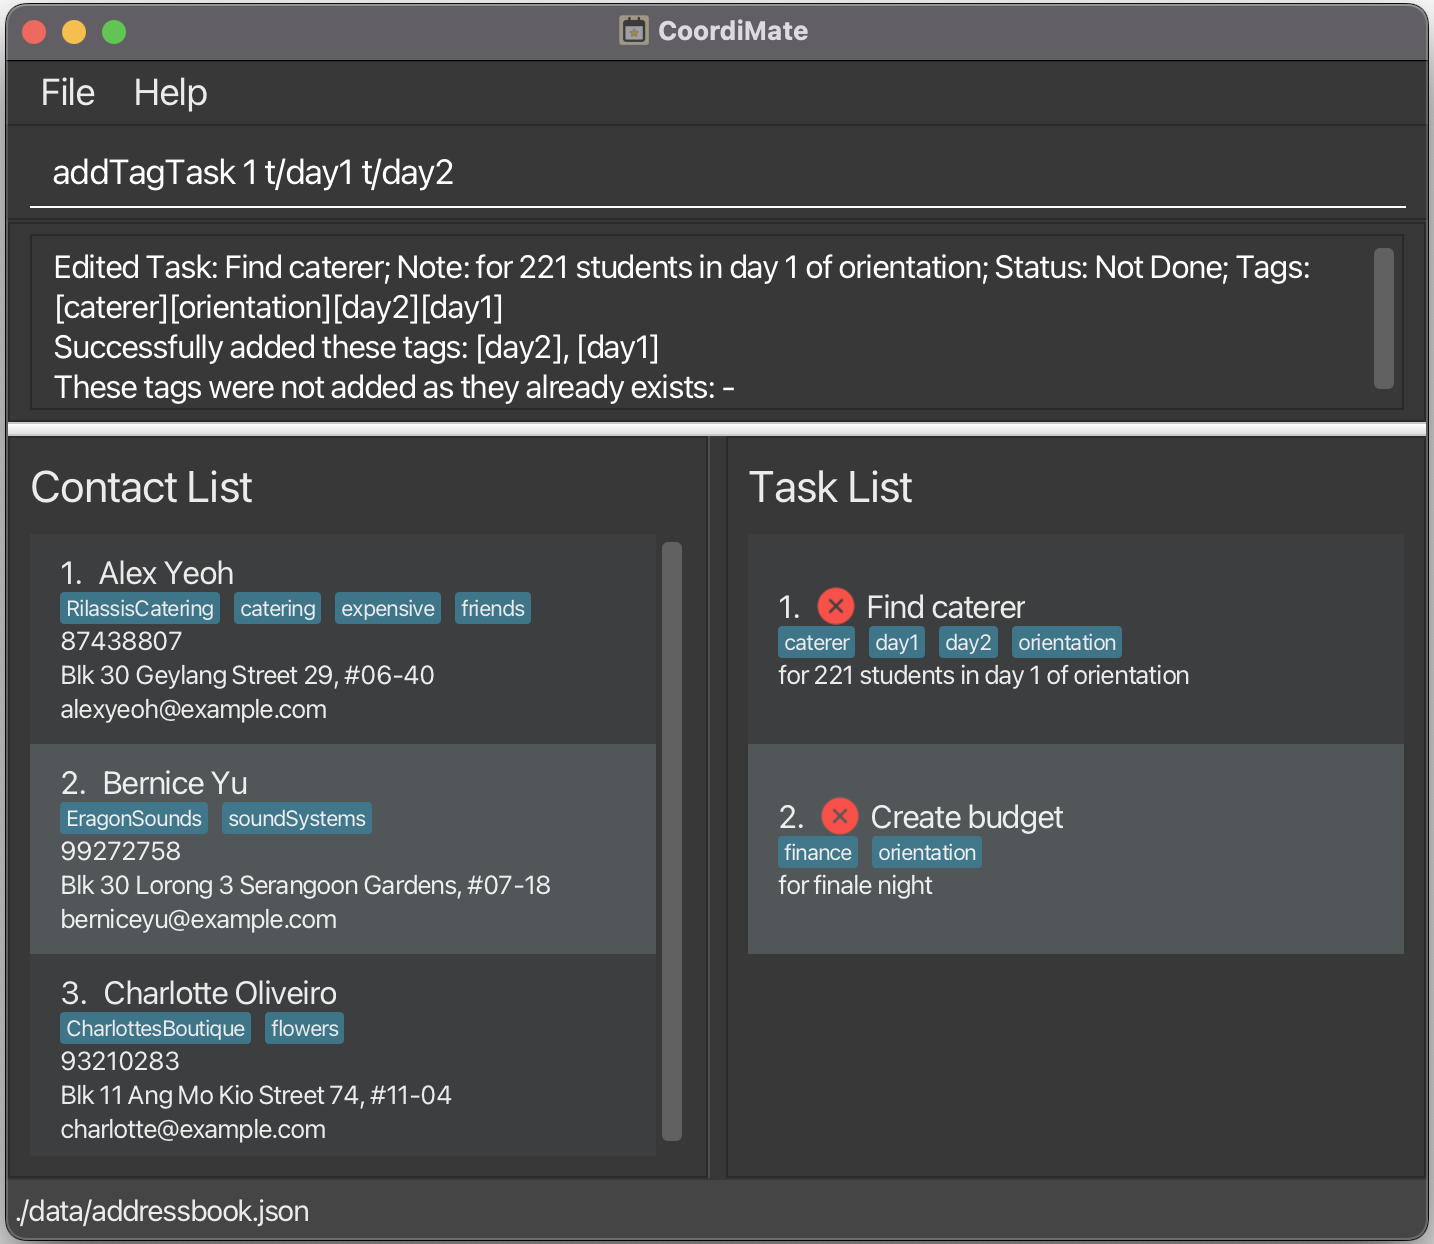 CoordiMate
File Help
addTagTask 1 t/day1 t/day2
Edited Task: Find caterer; Note: for 221 students in day 1 of orientation; Status: Not Done; Tags:
[caterer][orientation][day2][day1]
Successfully added these tags: [day2], [day1]
These tags were not added as they already exists: -
Contact List
1. Alex Yeoh
RilassisCatering catering expensive friends
87438807
Blk 30 Geylang Street 29, #06-40
alexyeoh@example.com
2. Bernice Yu
EragonSounds soundSystems
99272758
Blk 30 Lorong 3 Serangoon Gardens, #07-18
berniceyu@example.com
3. Charlotte Oliveiro
CharlottesBoutique flowers
93210283
Blk 11 Ang Mo Kio Street 74, #11-04
charlotte@example.com
Task List
1. Find caterer
caterer day1 day2 orientation
for 221 students in day 1 of orientation
2. Create budget
finance orientation
for finale night
./data/addressbook.json